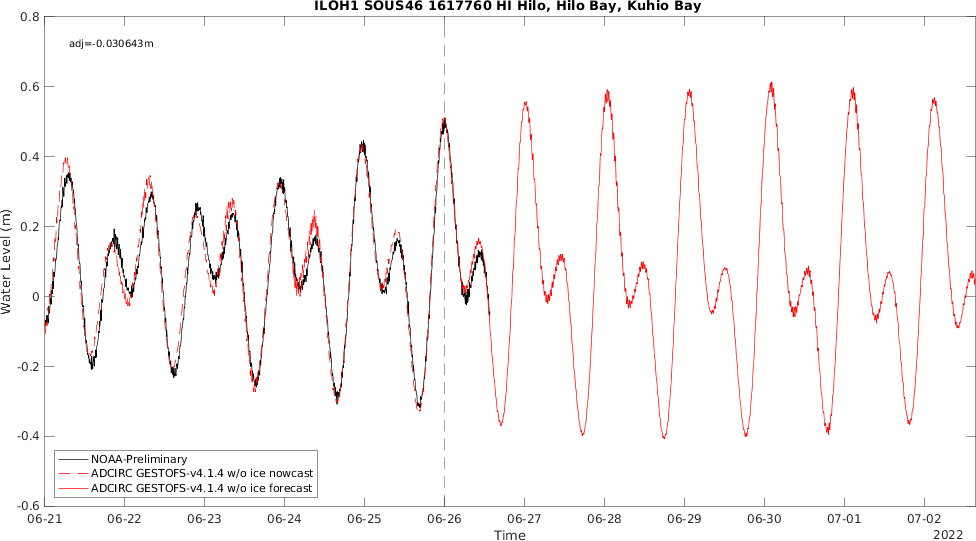 ILOH1 SOUS46 1617760 HI Hilo, Hilo Bay, Kuhio Bay
adj=-0.030643m
0.8
0.6
0.4
0.2
0
-0.2
-0.4
-0.6
Water Level (m)
NOAA-Preliminary
ADCIRC GESTOFS-v4.1.4 w/o ice nowcast
ADCIRC GESTOFS-v4.1.4 w/o ice forecast
06-21 06-22 06-23 06-24 06-25 06-26 06-27 06-28 06-29 06-30 07-01 07-02
Time
2022